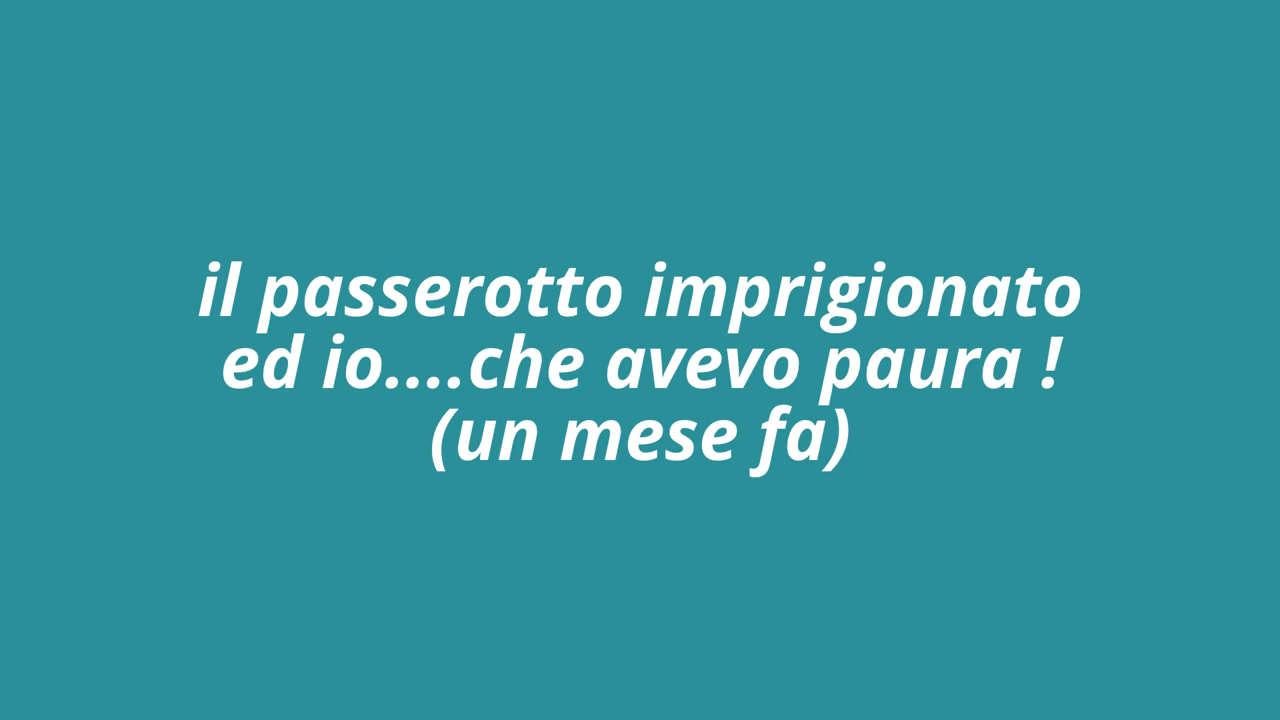 il passerotto imprigionato
ed io....che avevo paura !
(un mese fa)